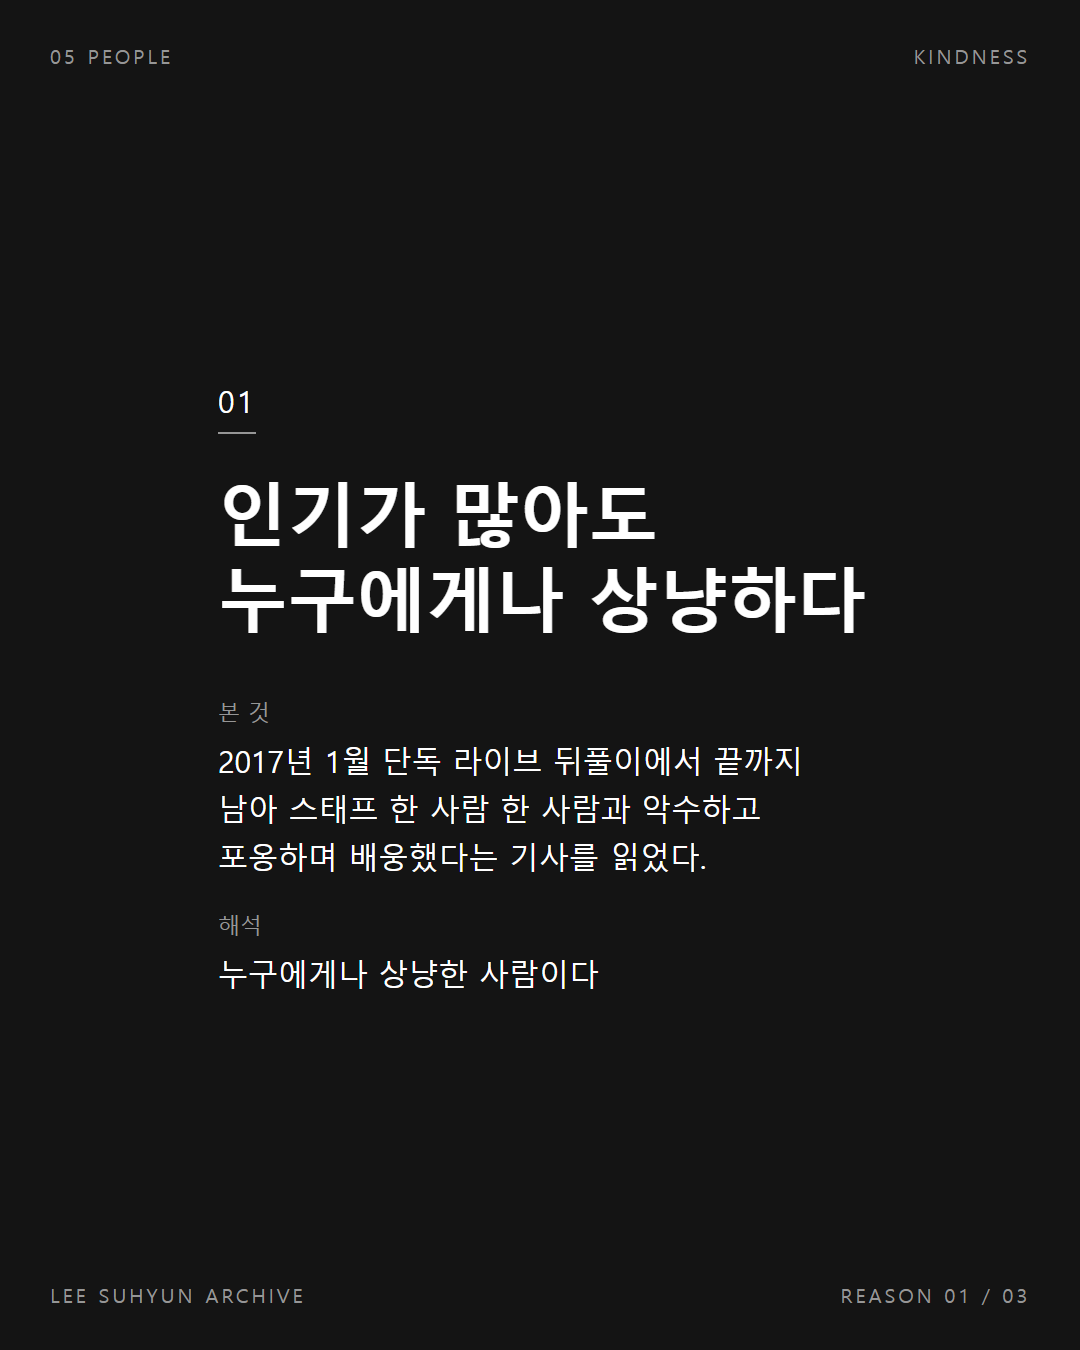 05 PEOPLE
KINDNESS
01
인기가 많아도
누구에게나 상냥하다
본 것
2017년 1월 단독 라이브 뒤풀이에서 끝까지
남아 스태프 한 사람 한 사람과 악수하고
포옹하며 배웅했다는 기사를 읽었다.
해석
누구에게나 상냥한 사람이다
LEE SUHYUN ARCHIVE
REASON 01 / 03